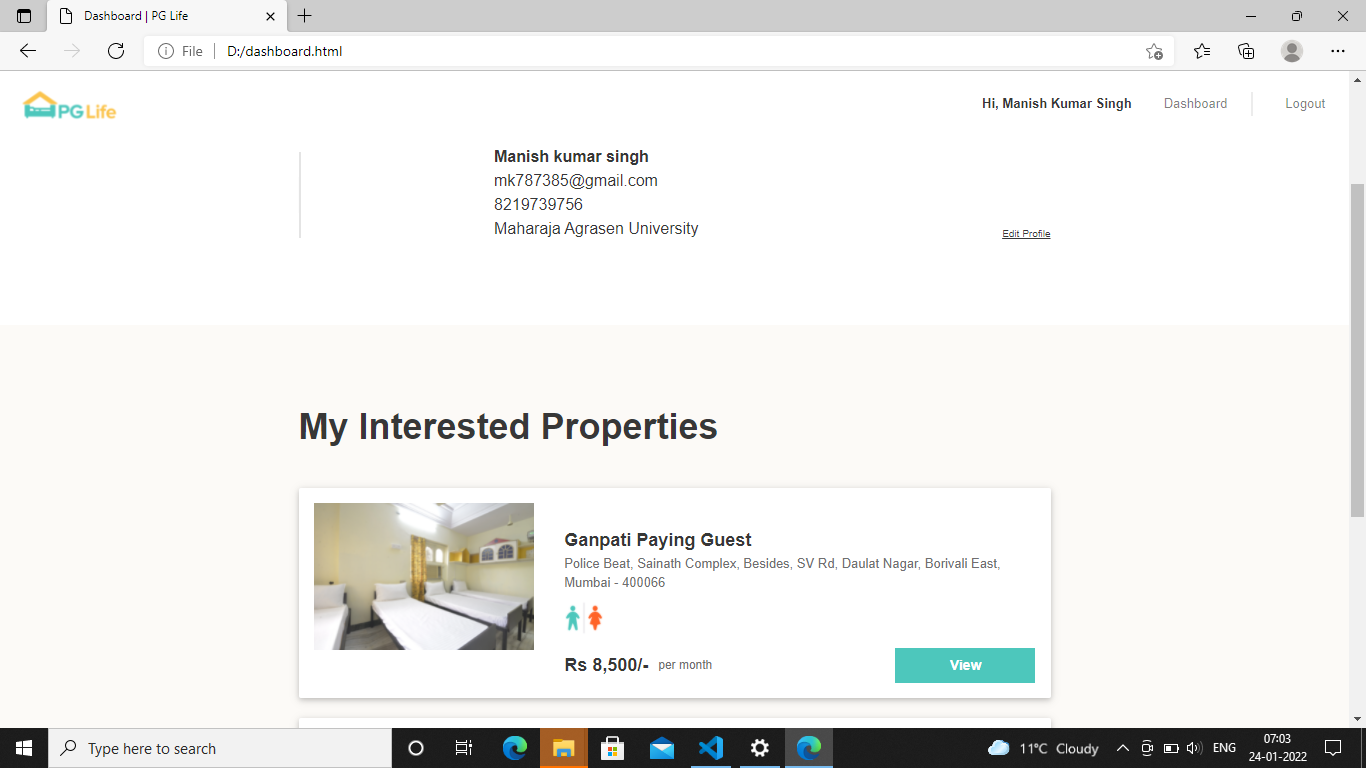 Dashboard | PG Life
File
D:/dashboard.html
PG Life
Hi, Manish Kumar Singh
Dashboard
Logout
Manish kumar singh
mk787385@gmail.com
8219739756
Maharaja Agrasen University
Edit Profile
My Interested Properties
Ganpati Paying Guest
Police Beat, Sainath Complex, Besides, SV Rd, Daulat Nagar, Borivali East,
Mumbai - 400066
Rs 8,500/- per month
View
Type here to search
11°C Cloudy
ENG
07:03
24-01-2022